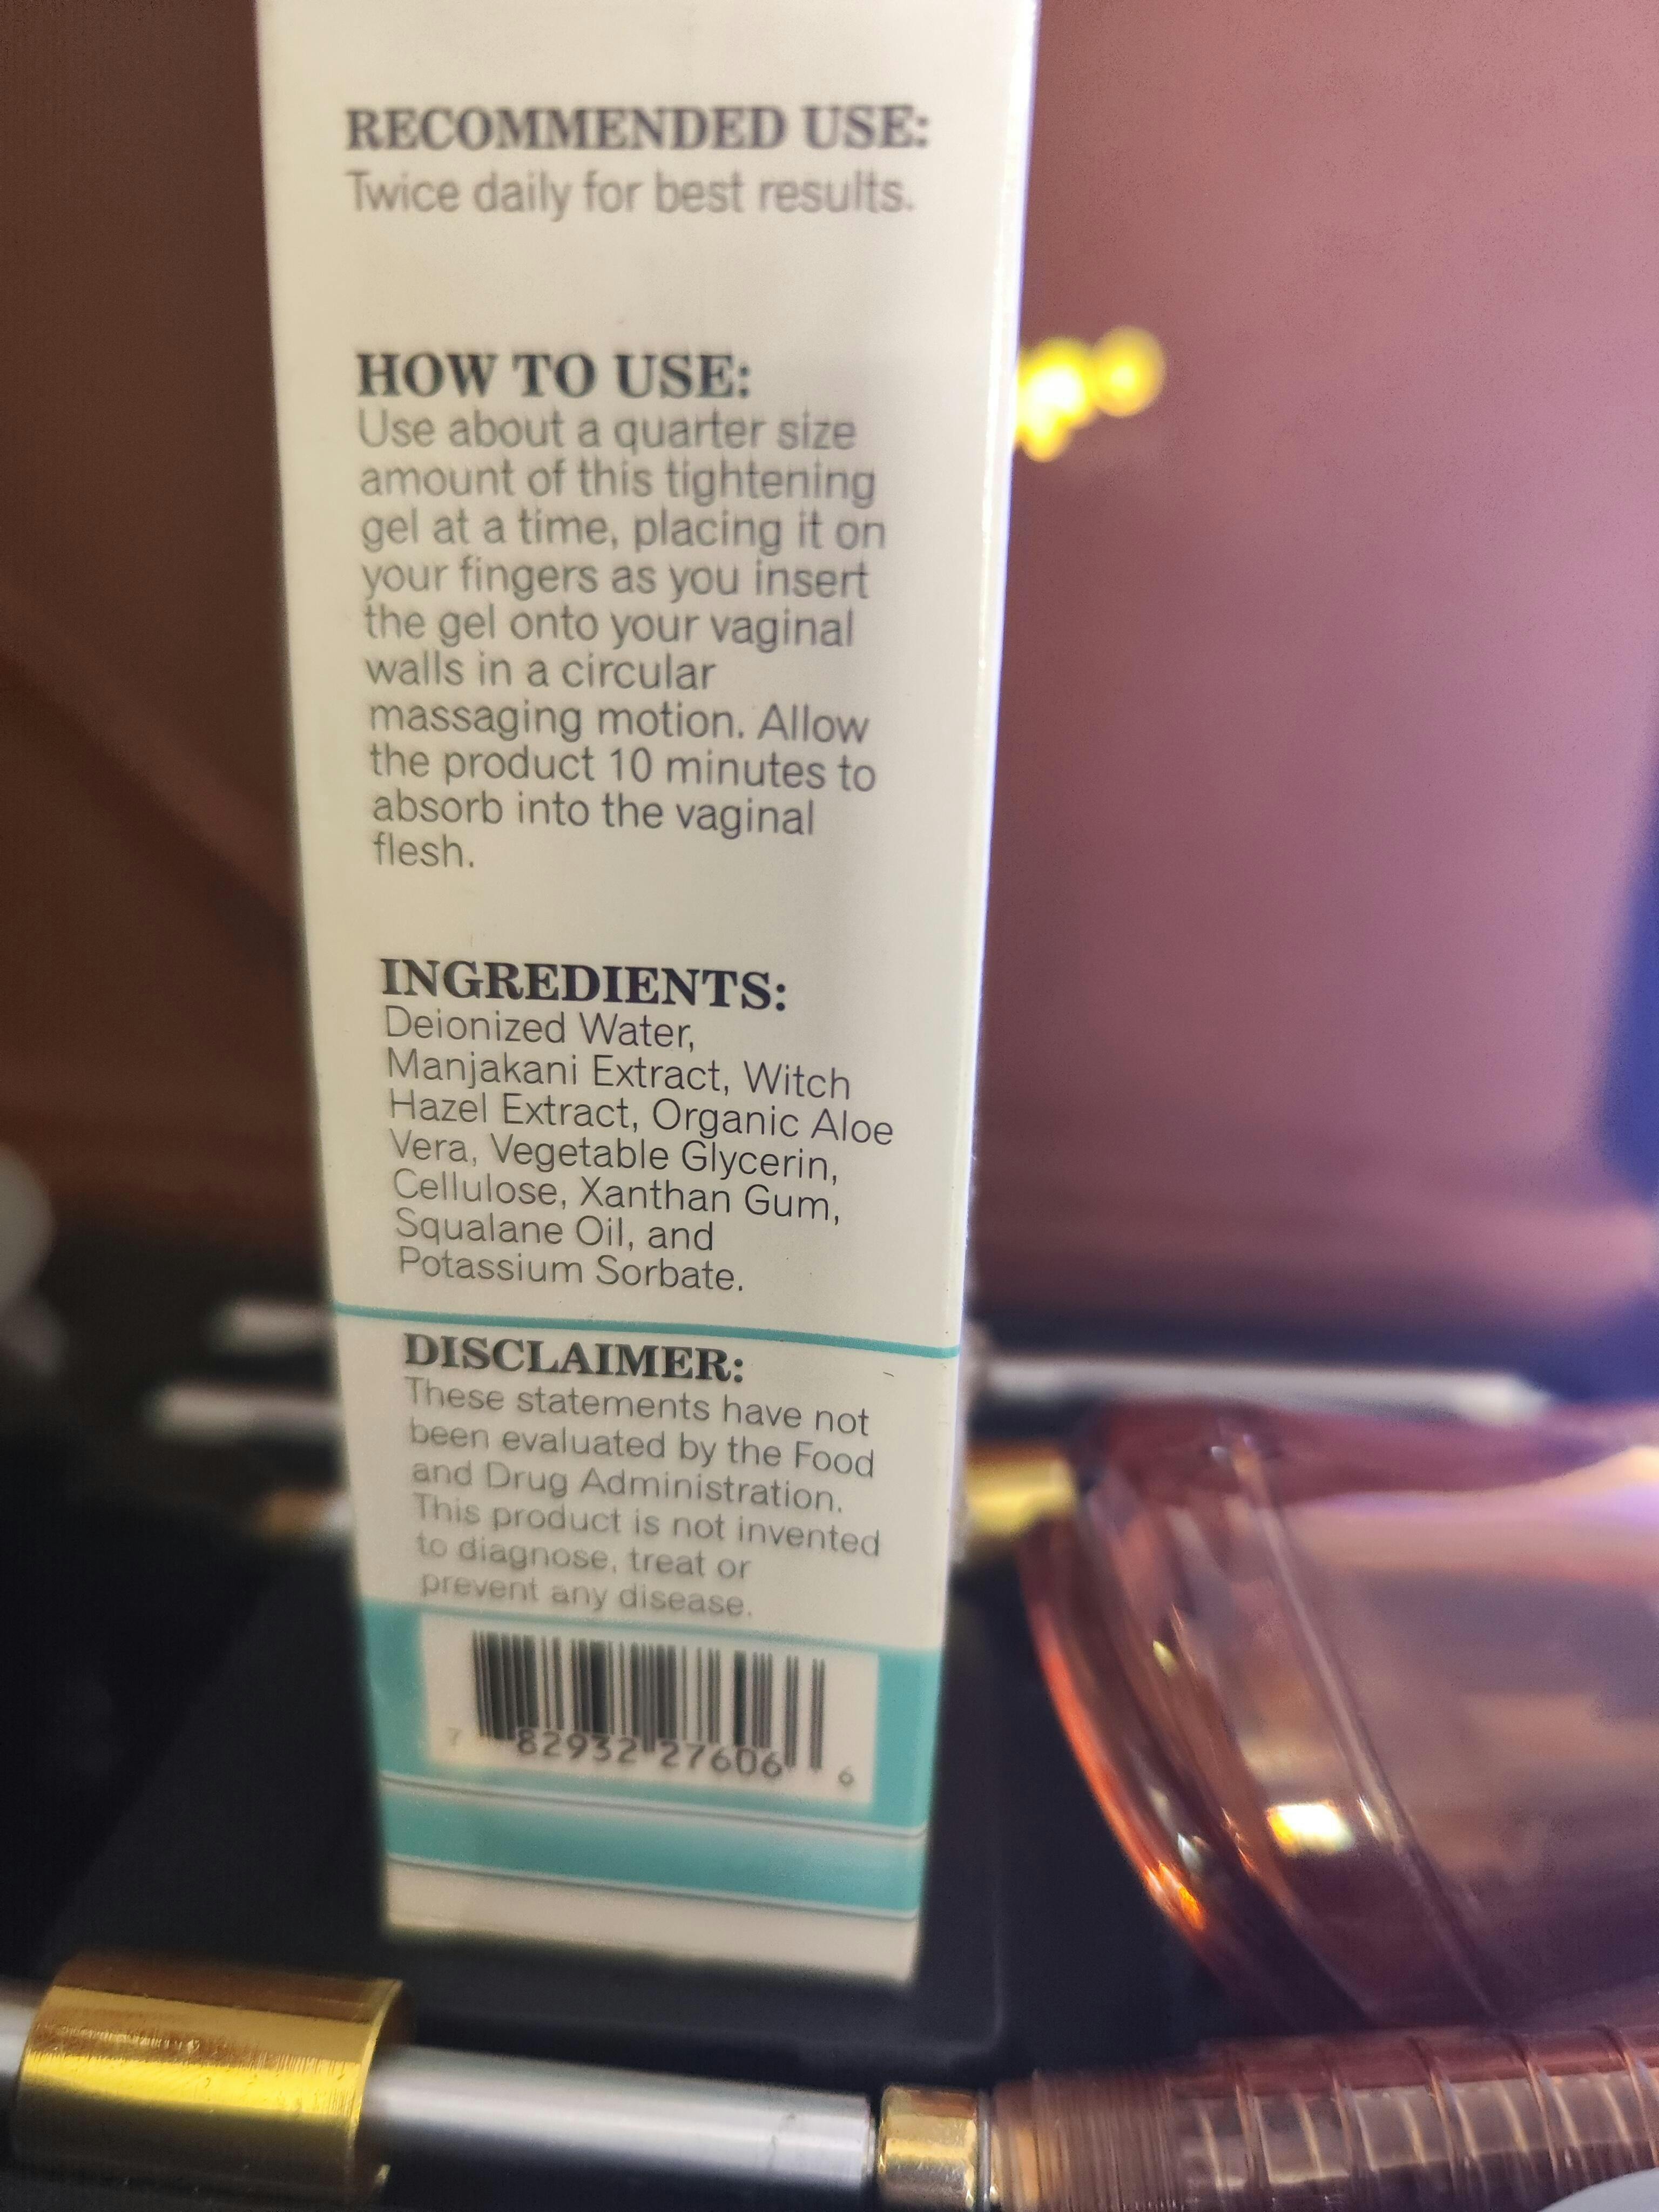 RECOMMENDED USE:
Twice daily for best results.
HOW TO USE:
Use about a quarter size
amount of this tightening
gel at a time, placing it on
your fingers as you insert
the gel onto your vaginal
walls in a circular
massaging motion. Allow
the product 10 minutes to
absorb into the vaginal
flesh.
INGREDIENTS:
Deionized Water,
Manjakani Extract, Witch
Hazel Extract, Organic Aloe
Vera, Vegetable Glycerin,
Cellulose, Xanthan Gum,
Squalane Oil, and
Potassium Sorbate.
DISCLAIMER:
These statements have not
been evaluated by the Food
and Drug Administration.
This product is not invented
to diagnose, treat or
prevent any disease.
7 82932 27606 6